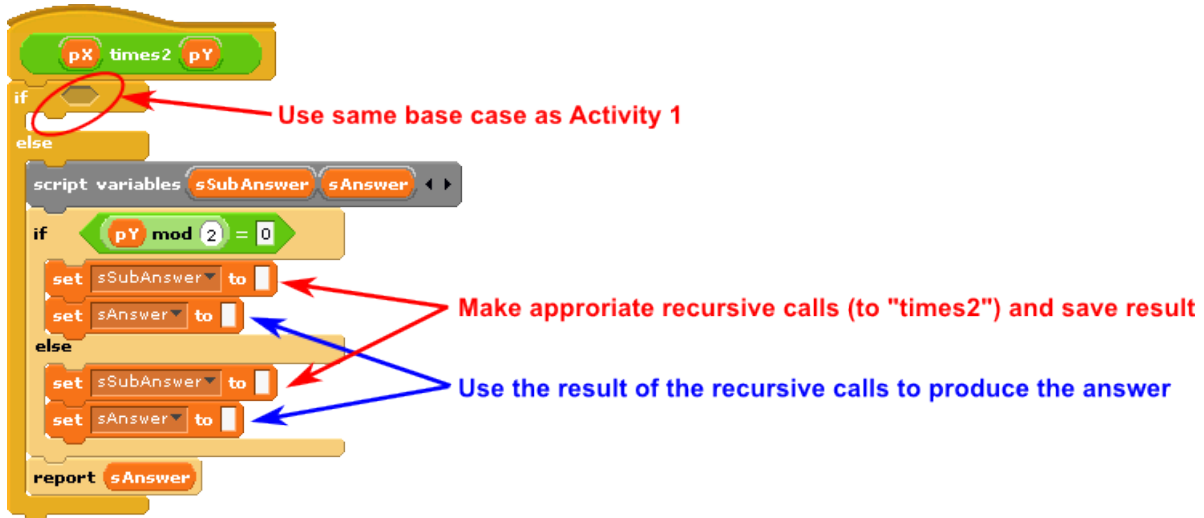 pX times2 pY
if
Use same base case as Activity 1
else
script variables sSubAnswer sAnswer
if pY mod 2 = 0
set sSubAnswer to
Make approriate recursive calls (to "times2") and save result
set sAnswer to
else
set sSubAnswer to
Use the result of the recursive calls to produce the answer
set sAnswer to
report sAnswer